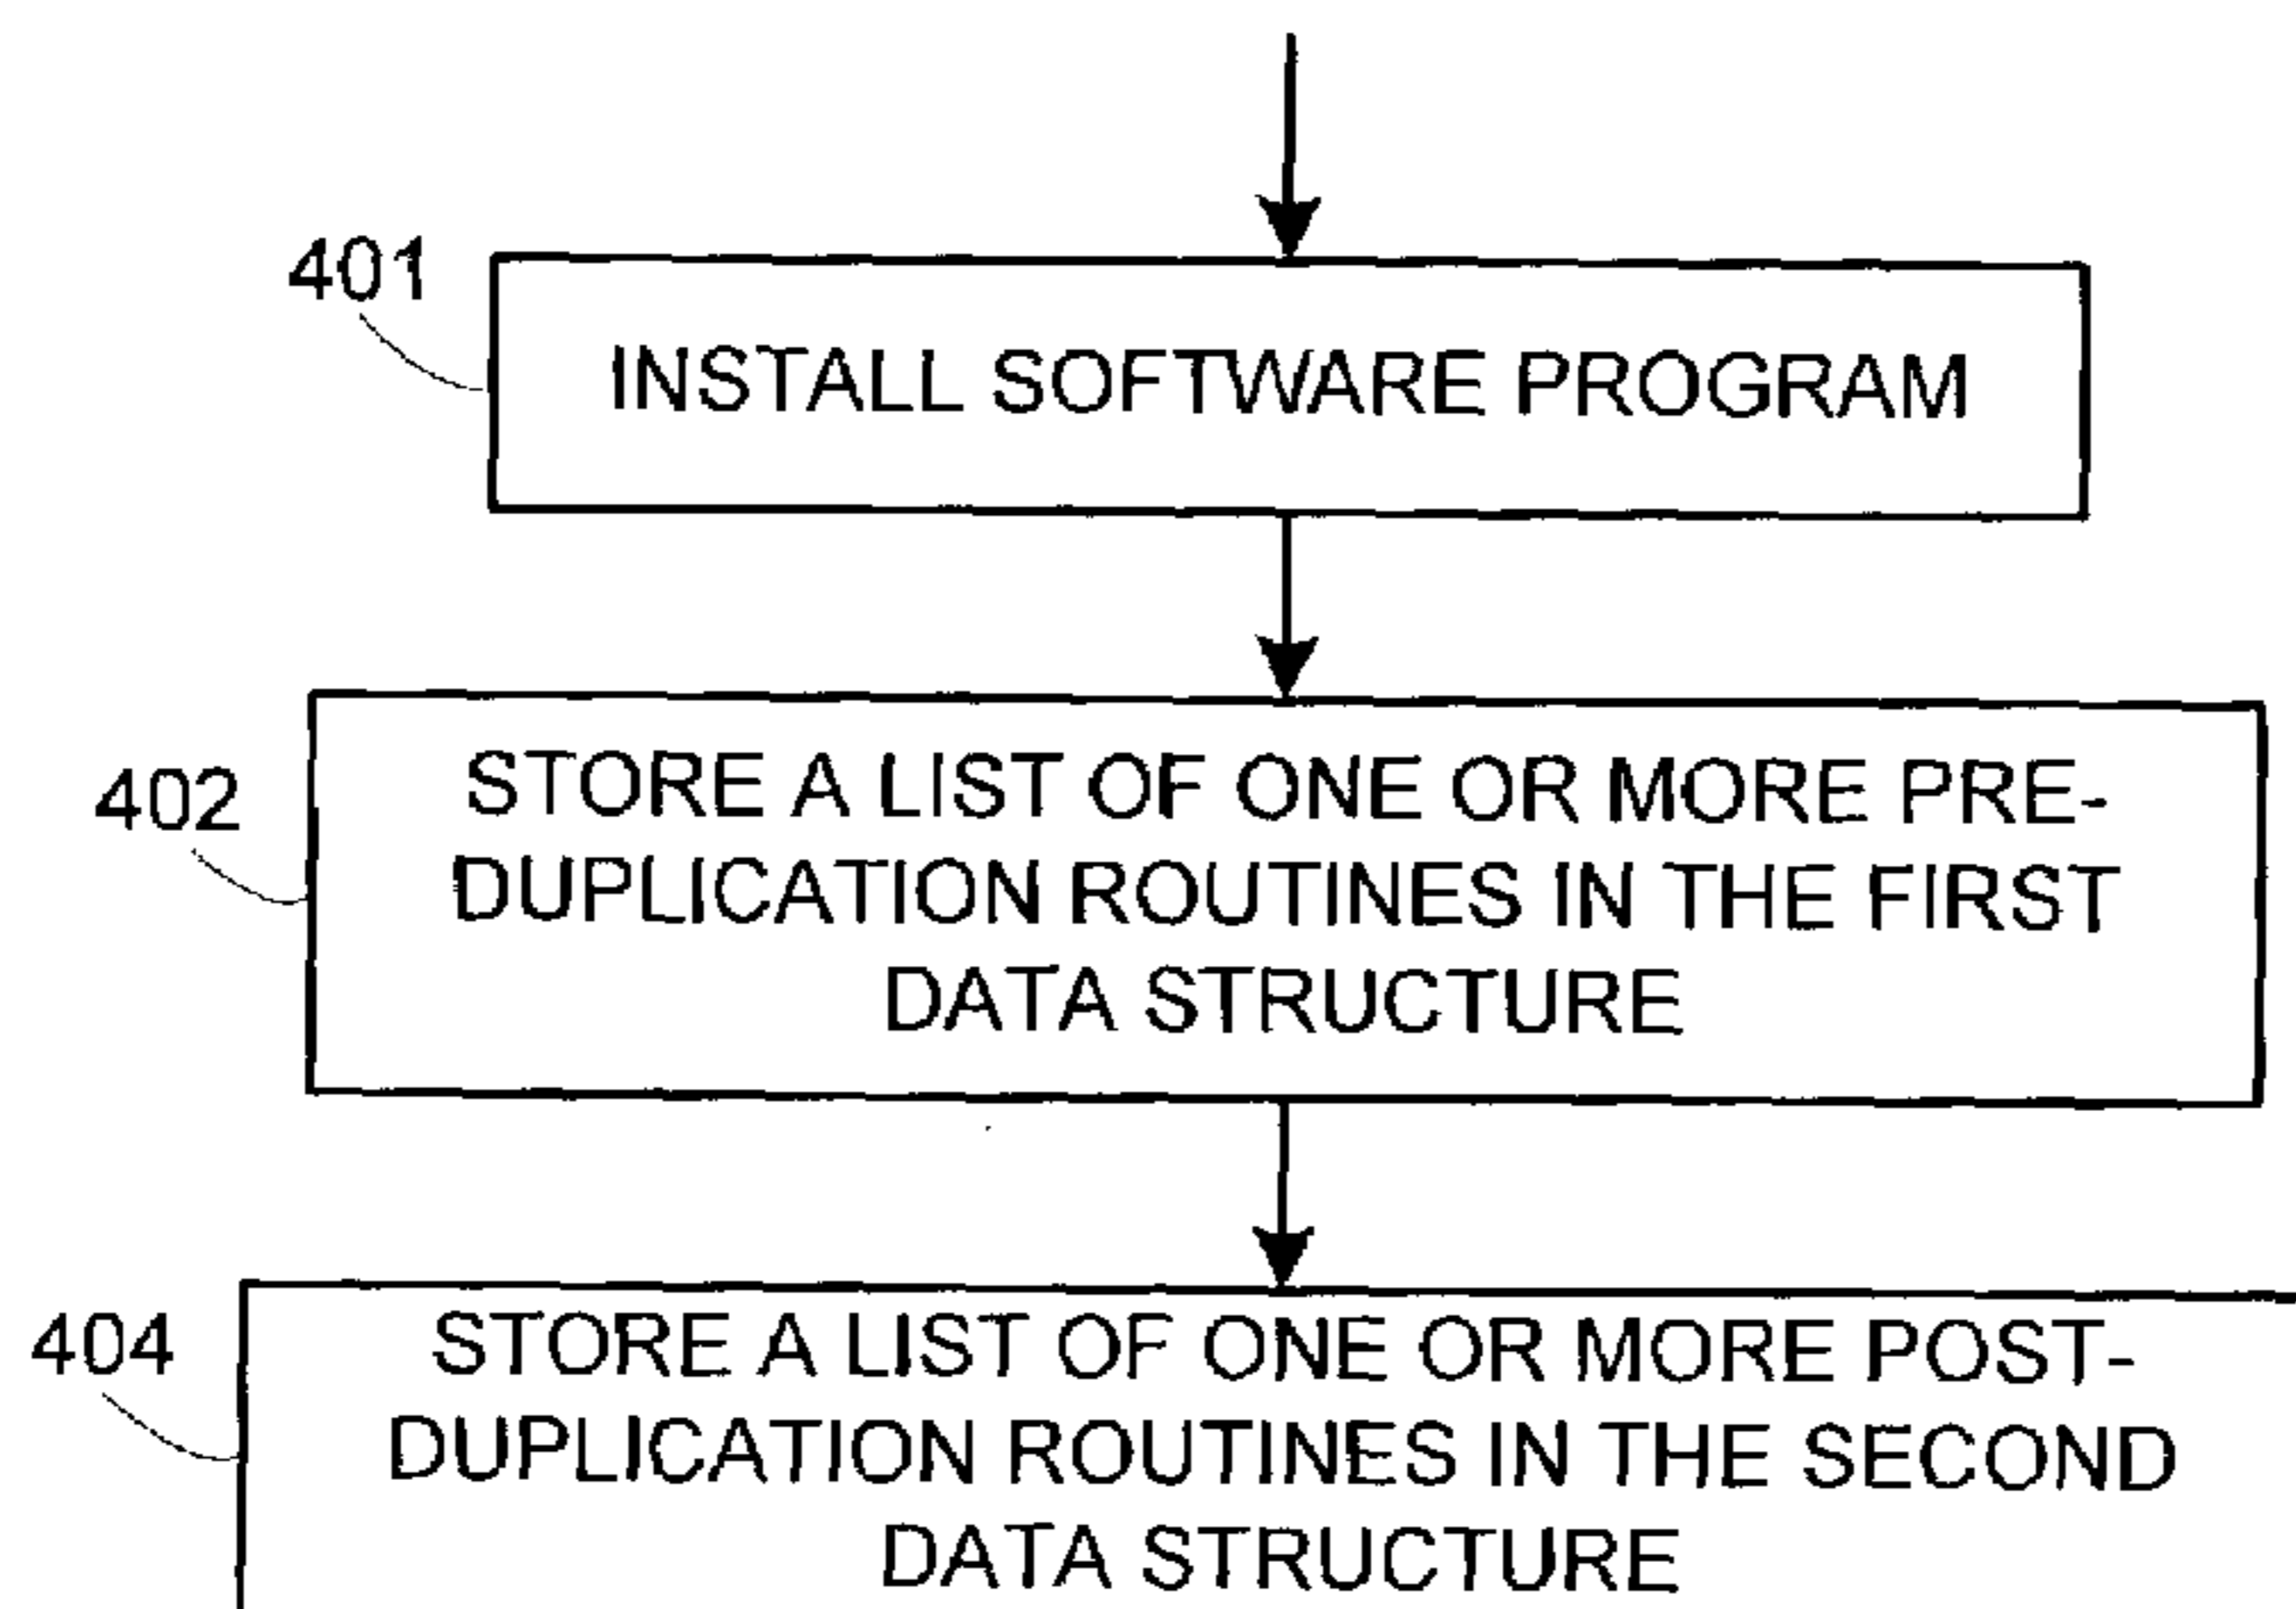 401
INSTALL SOFTWARE PROGRAM
402
STORE A LIST OF ONE OR MORE PRE-
DUPLICATION ROUTINES IN THE FIRST
DATA STRUCTURE
404
STORE A LIST OF ONE OR MORE POST-
DUPLICATION ROUTINES IN THE SECOND
DATA STRUCTURE